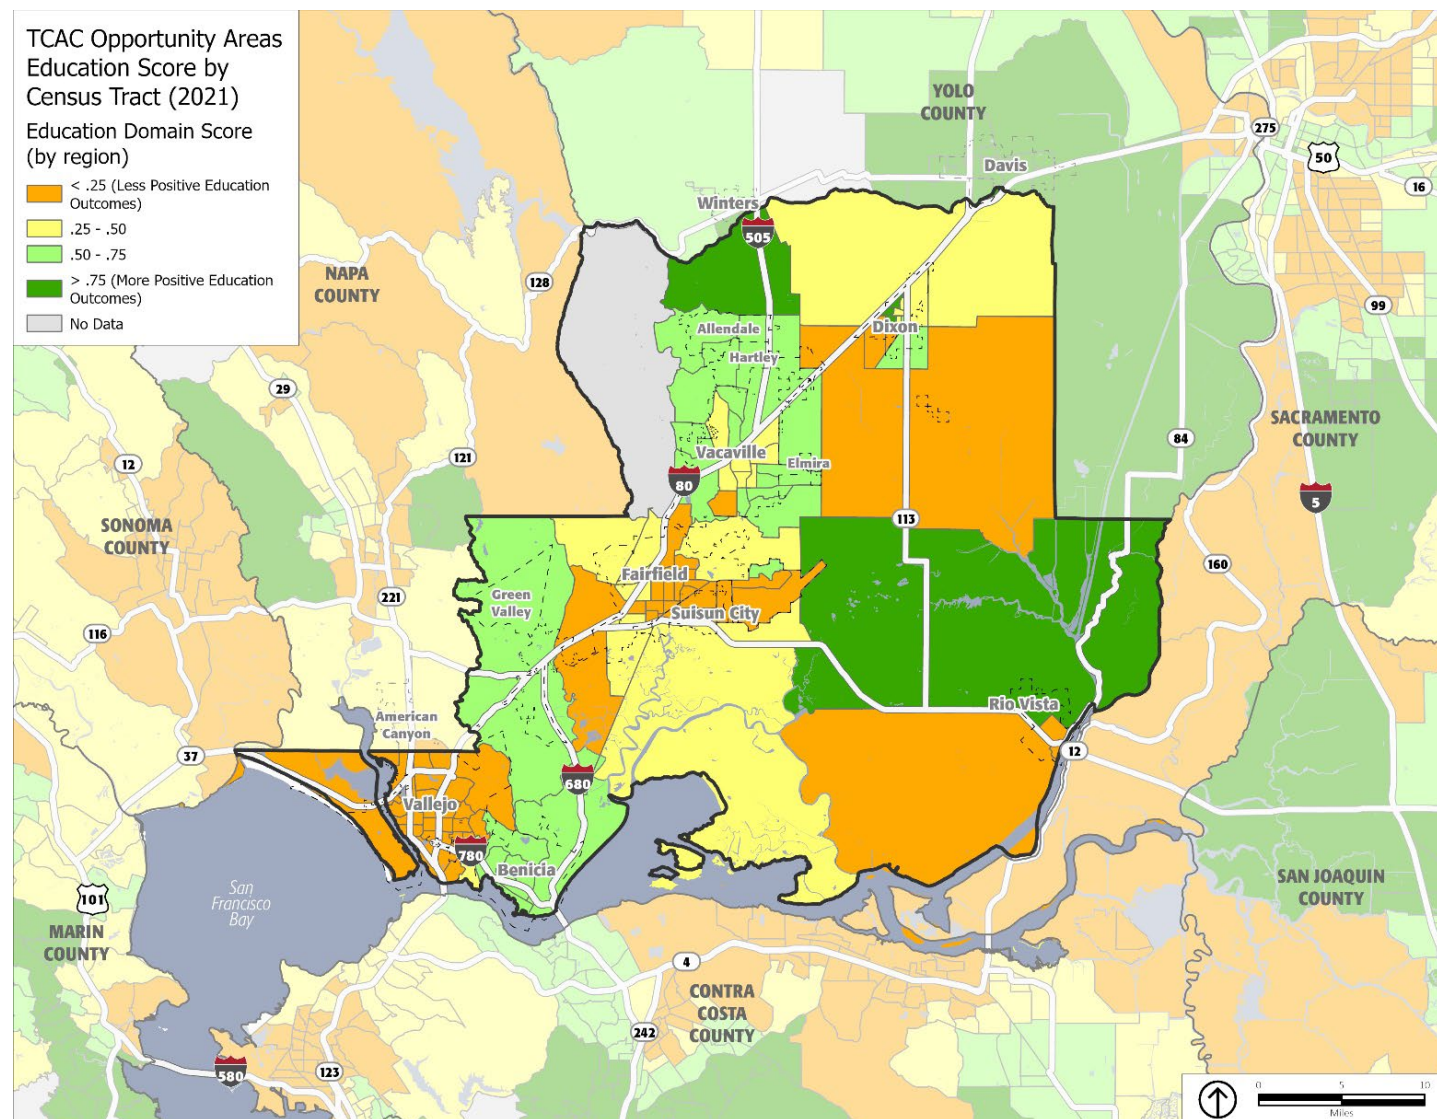 TCAC Opportunity Areas
Education Score by
Census Tract (2021)
Education Domain Score
(by region)
< .25 (Less Positive Education
Outcomes)
.25 - .50
.50 - .75
> .75 (More Positive Education
Outcomes)
No Data
YOLO
COUNTY
Davis
275
50
16
Winters
505
NAPA
COUNTY
128
99
Allendale
Dixon
Hartley
29
SACRAMENTO
COUNTY
84
12
121
Vacaville
Elmira
80
5
SONOMA
COUNTY
113
160
Fairfield
Green
Valley
221
Suisun City
116
Rio Vista
American
Canyon
37
12
680
Vallejo
780
Benicia
San
Francisco
Bay
101
MARIN
COUNTY
SAN JOAQUIN
COUNTY
4
CONTRA
COSTA
COUNTY
242
580
123
0 5 10
Miles